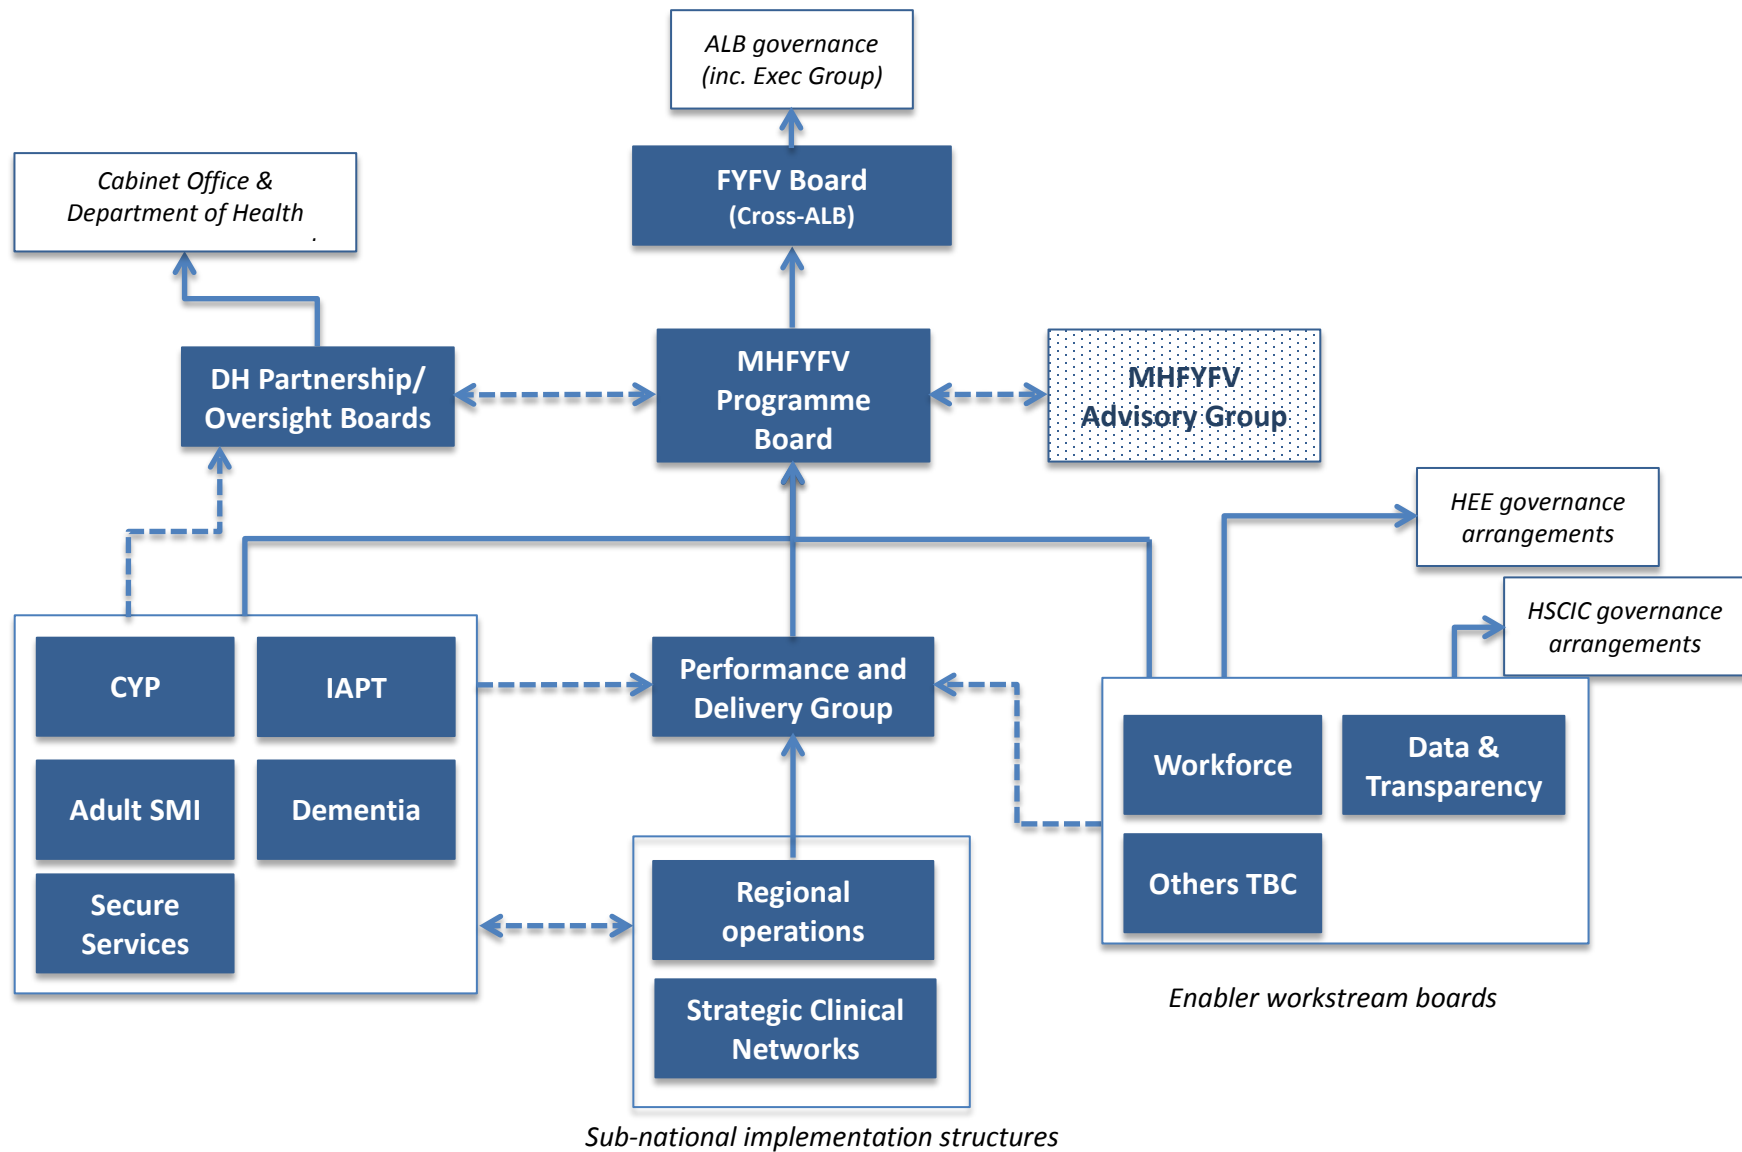 ALB governance
(inc. Exec Group)
Cabinet Office &
Department of Health
.
FYFV Board
(Cross-ALB)
DH Partnership/
Oversight Boards
MHFYFV
Programme
Board
MHFYFV
Advisory Group
HEE governance
arrangements
HSCIC governance
arrangements
CYP
IAPT
Adult SMI
Dementia
Secure
Services
Performance and
Delivery Group
Regional
operations
Strategic Clinical
Networks
Sub-national implementation structures
Workforce
Data &
Transparency
Others TBC
Enabler workstream boards